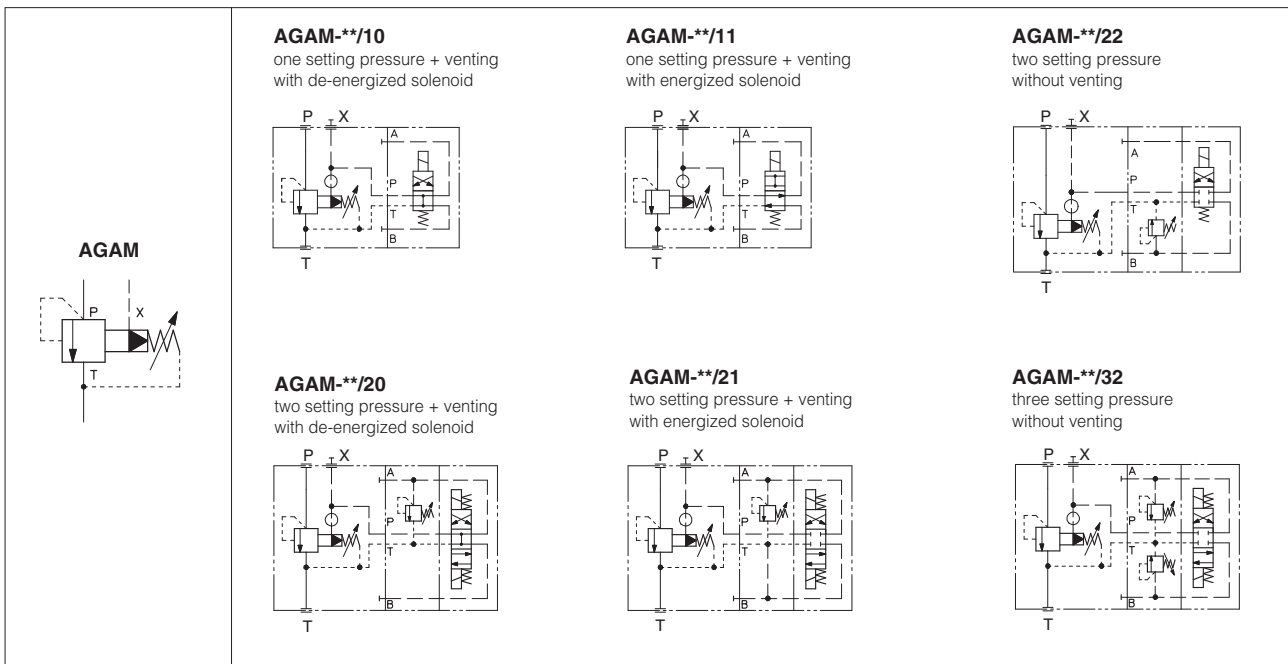 AGAM
P
X
T
AGAM-**/10
one setting pressure + venting
with de-energized solenoid
P
X
A
P
T
B
T
AGAM-**/11
one setting pressure + venting
with energized solenoid
P
X
A
P
T
B
T
AGAM-**/22
two setting pressure
without venting
P
X
A
P
T
B
T
AGAM-**/20
two setting pressure + venting
with de-energized solenoid
P
X
A
P
T
B
T
AGAM-**/21
two setting pressure + venting
with energized solenoid
P
X
A
P
T
B
T
AGAM-**/32
three setting pressure
without venting
P
X
A
P
T
B
T